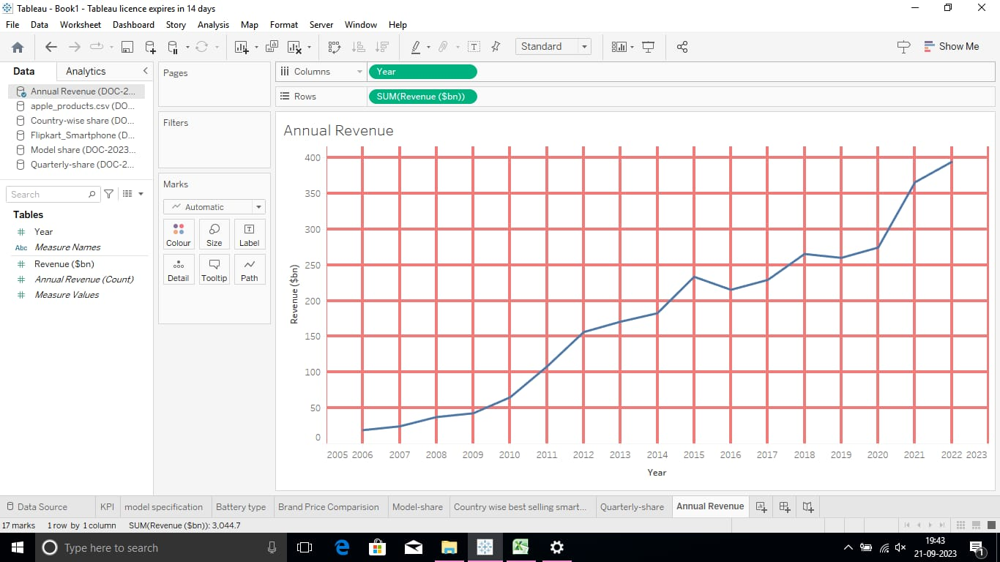 Tableau - Book1 - Tableau licence expires in 14 days
File Data Worksheet Dashboard Story Analysis Map Format Server Window Help
Standard
Show Me
Data Analytics
Annual Revenue (DOC-2...
apple_products.csv (DO...
Country-wise share (DO...
Flipkart_Smartphone (D...
Model share (DOC-2023...
Quarterly-share (DOC-2...
Search
Tables
Year
Abc Measure Names
Revenue ($bn)
Annual Revenue (Count)
Measure Values
Pages
Filters
Marks
Automatic
Colour Size Label
Detail Tooltip Path
Columns Year
Rows SUM(Revenue ($bn))
Annual Revenue
400
350
300
250
200
150
100
50
0
Revenue ($bn)
2005 2006 2007 2008 2009 2010 2011 2012 2013 2014 2015 2016 2017 2018 2019 2020 2021 2022 2023
Year
Data Source KPI model specification Battery type Brand Price Comparision Model-share Country wise best selling smart... Quarterly-share Annual Revenue
17 marks 1 row by 1 column SUM(Revenue ($bn)): 3,044.7
Type here to search
19:43
21-09-2023
1